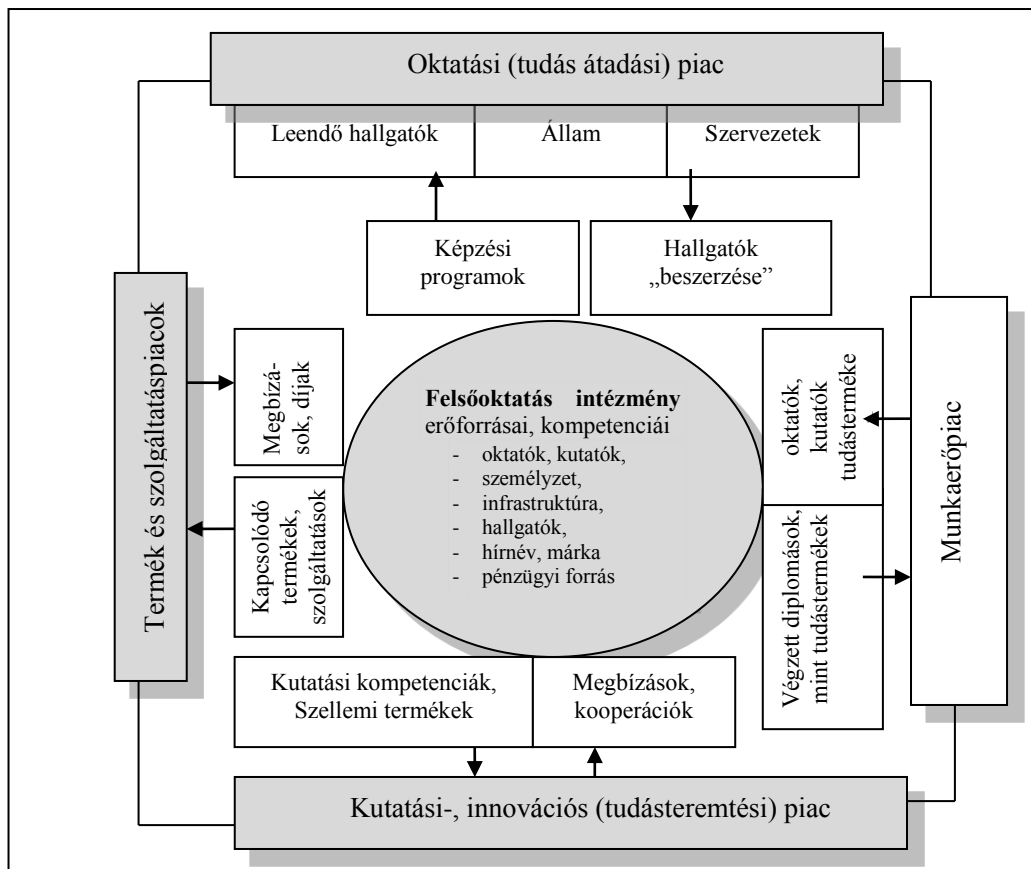 Oktatási (tudás átadási) piac
Leendő hallgatók
Állam
Szervezetek
Képzési
programok
Hallgatók
„beszerzése”
Termék és szolgáltatáspiacok
Megbízá-
sok, díjak
Kapcsolódó
termékek,
szolgáltatások
Felsőoktatás intézmény
erőforrásai, kompetenciái
- oktatók, kutatók,
- személyzet,
- infrastruktúra,
- hallgatók,
- hírnév, márka
- pénzügyi forrás
oktatók,
kutatók
tudásterméke
Végzett diplomások,
mint tudástermékek
Munkaerőpiac
Kutatási kompetenciák,
Szellemi termékek
Megbízások,
kooperációk
Kutatási-, innovációs (tudásteremtési) piac